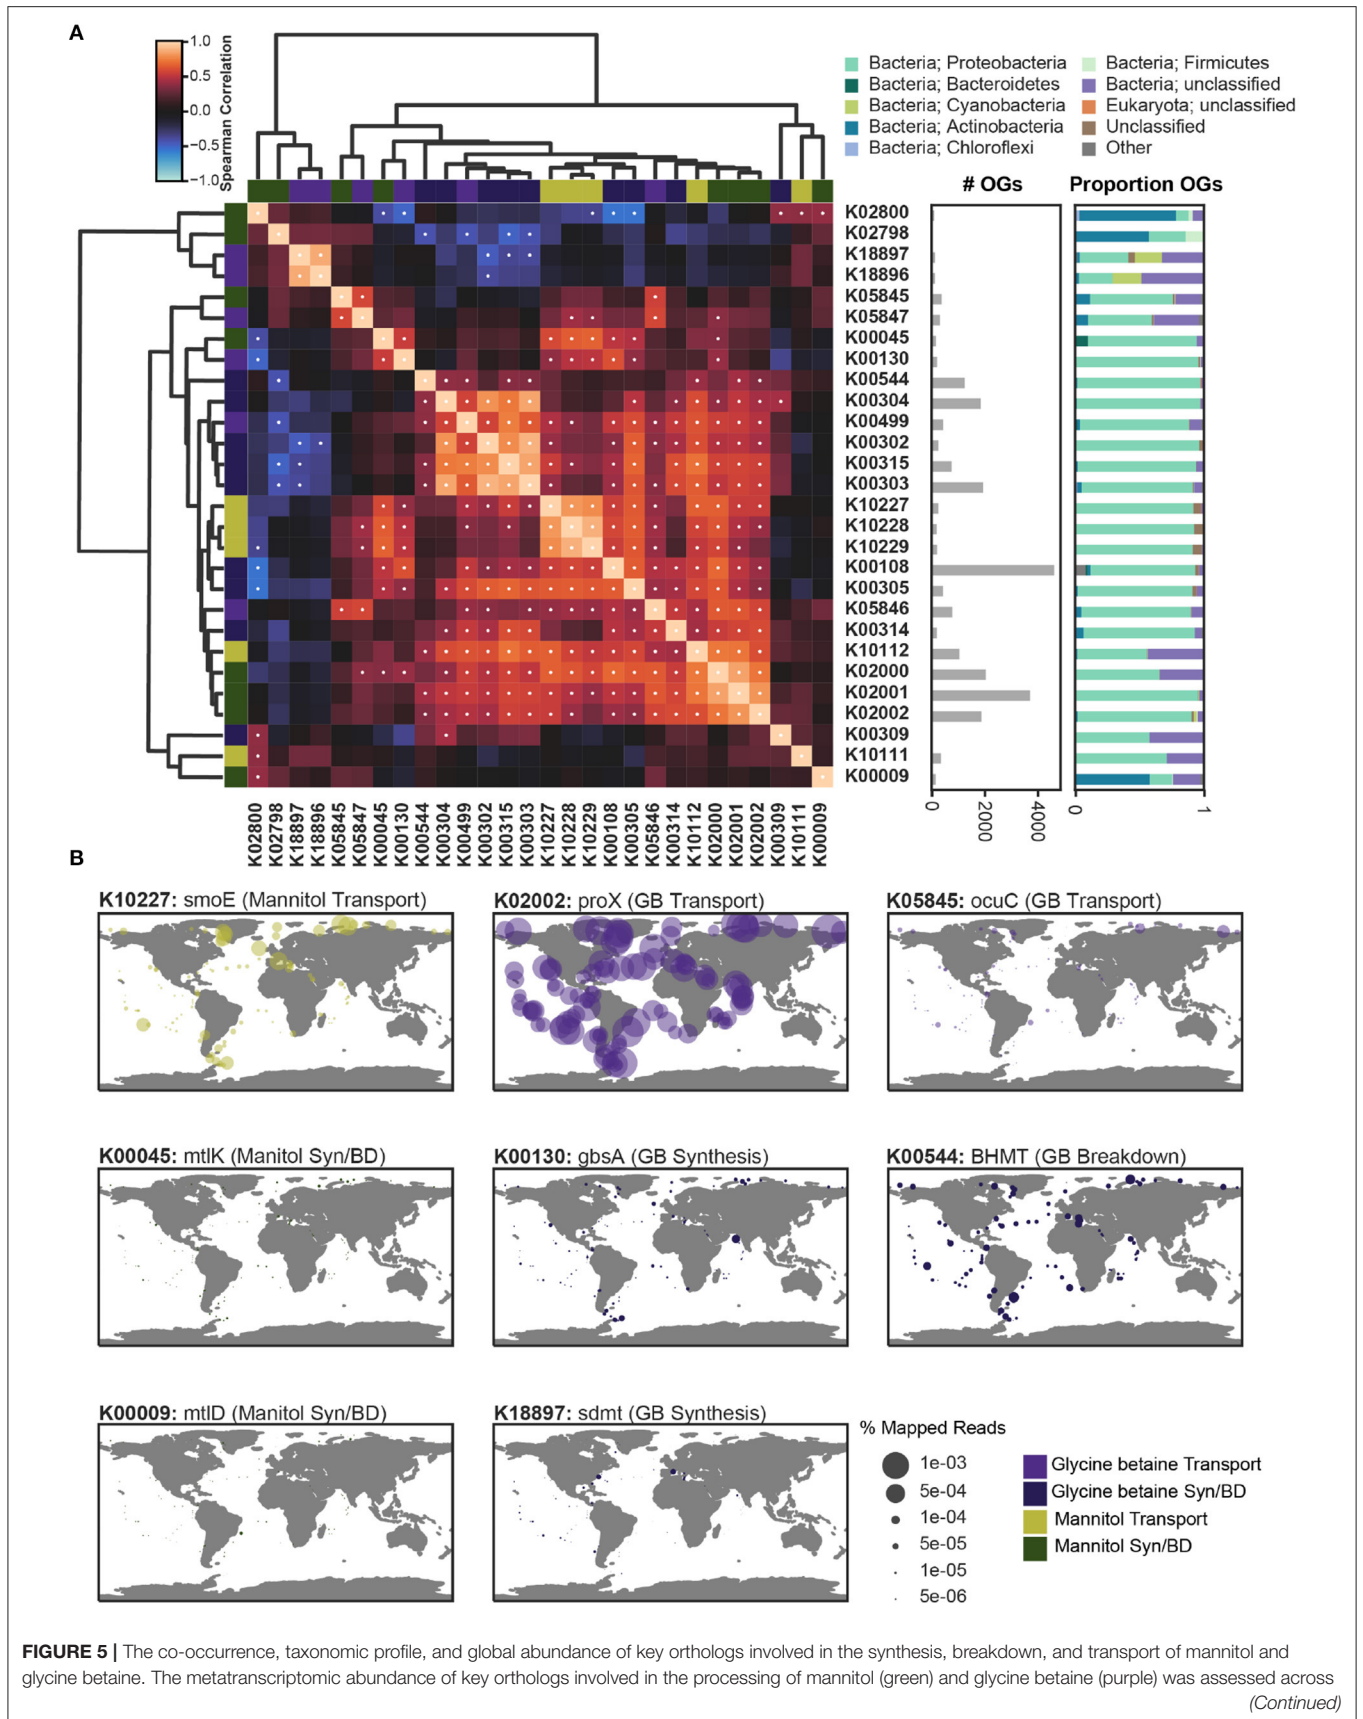 A
1.0
0.5
0.0
−0.5
−1.0
Spearman Correlation
Bacteria; Proteobacteria
Bacteria; Bacteroidetes
Bacteria; Cyanobacteria
Bacteria; Actinobacteria
Bacteria; Chloroflexi
Bacteria; Firmicutes
Bacteria; unclassified
Eukaryota; unclassified
Unclassified
Other
# OGs
Proportion OGs
K02800
K02798
K18897
K18896
K05845
K05847
K00045
K00130
K00544
K00304
K00499
K00302
K00315
K00303
K10227
K10228
K10229
K00108
K00305
K05846
K00314
K10112
K02000
K02001
K02002
K00309
K10111
K00009
K02800
K02798
K18897
K18896
K05845
K05847
K00045
K00130
K00544
K00304
K00499
K00302
K00315
K00303
K10227
K10228
K10229
K00108
K00305
K05846
K00314
K10112
K02000
K02001
K02002
K00309
K10111
K00009
0
2000
4000
0
1
B
K10227: smoE (Mannitol Transport)
K02002: proX (GB Transport)
K05845: ocuC (GB Transport)
K00045: mtlK (Manitol Syn/BD)
K00130: gbsA (GB Synthesis)
K00544: BHMT (GB Breakdown)
K00009: mtlD (Manitol Syn/BD)
K18897: sdmt (GB Synthesis)
% Mapped Reads
1e-03
5e-04
1e-04
5e-05
1e-05
5e-06
Glycine betaine Transport
Glycine betaine Syn/BD
Mannitol Transport
Mannitol Syn/BD
FIGURE 5 | The co-occurrence, taxonomic profile, and global abundance of key orthologs involved in the synthesis, breakdown, and transport of mannitol and
glycine betaine. The metatranscriptomic abundance of key orthologs involved in the processing of mannitol (green) and glycine betaine (purple) was assessed across
(Continued)